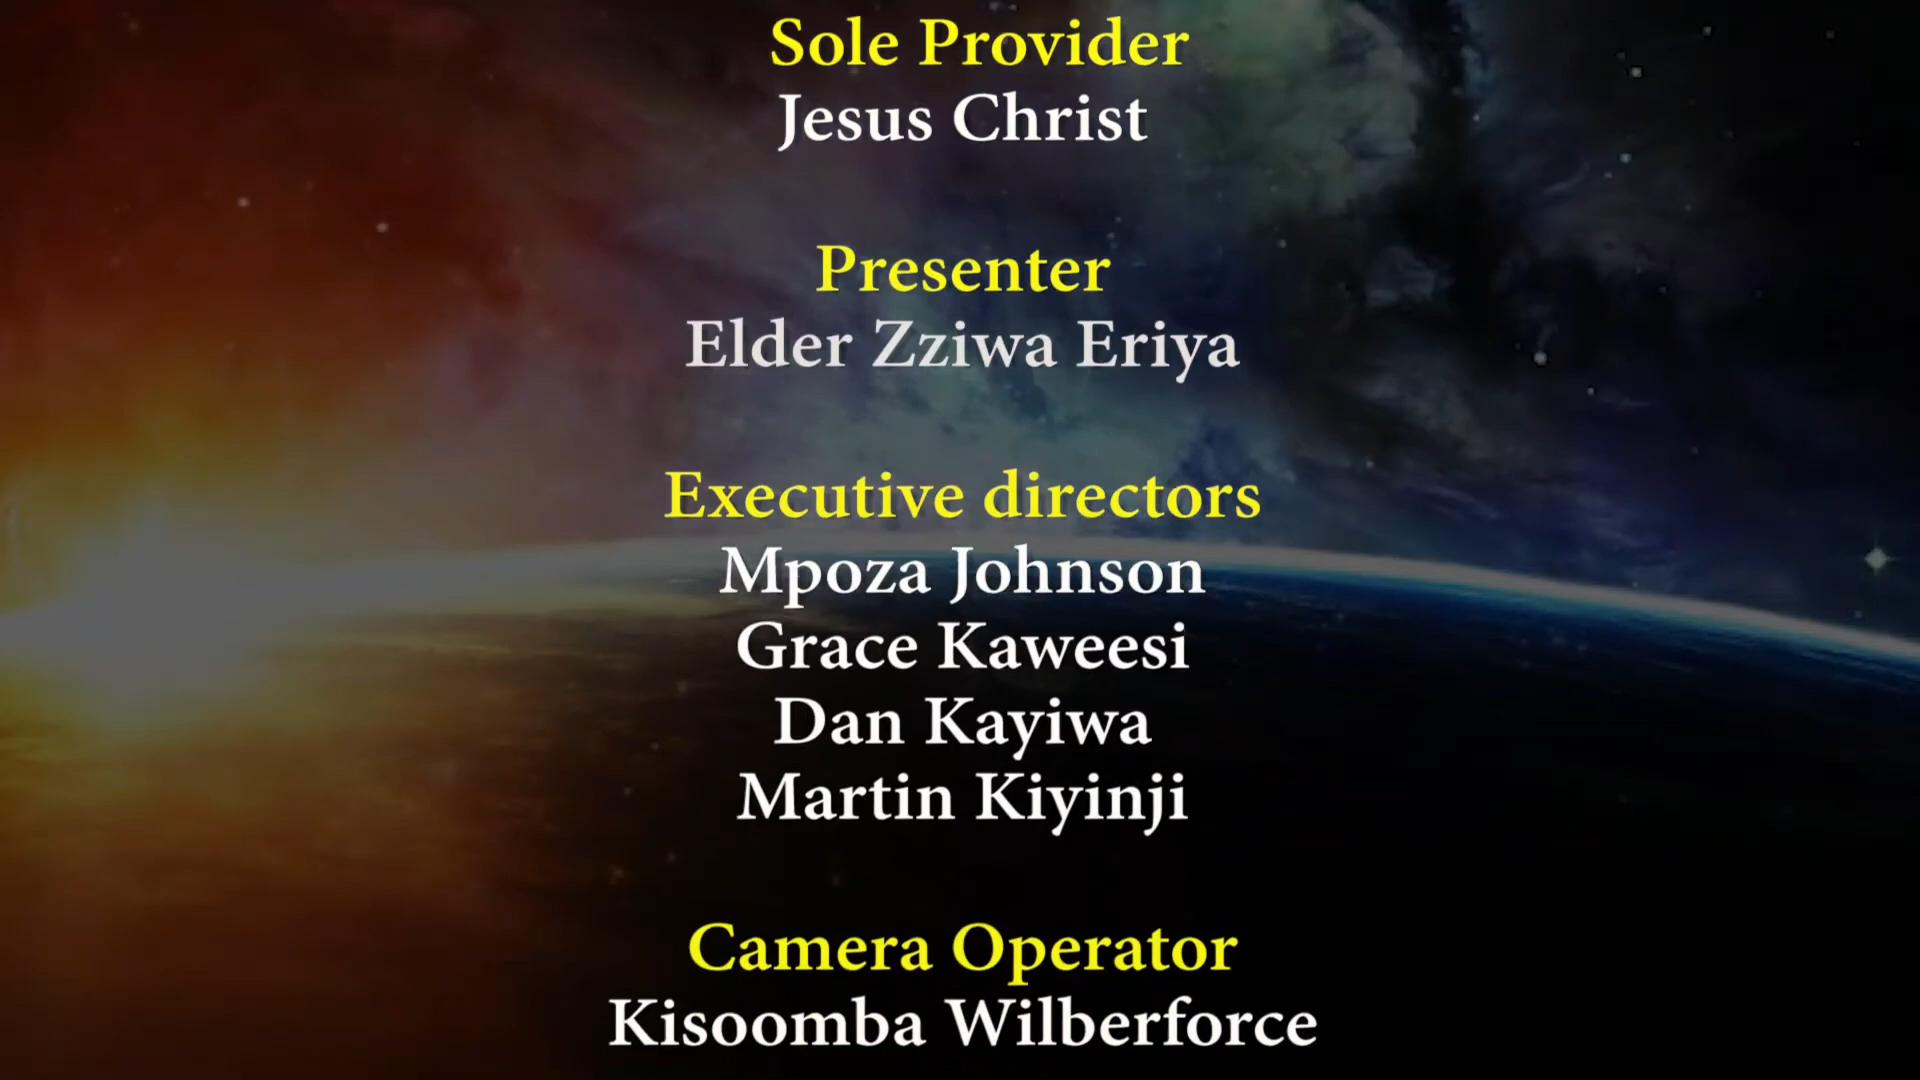 Sole Provider
Jesus Christ
Presenter
Elder Zziwa Eriya
Executive directors
Mpoza Johnson
Grace Kaweesi
Dan Kayiwa
Martin Kiyinji
Camera Operator
Kisoomba Wilberforce